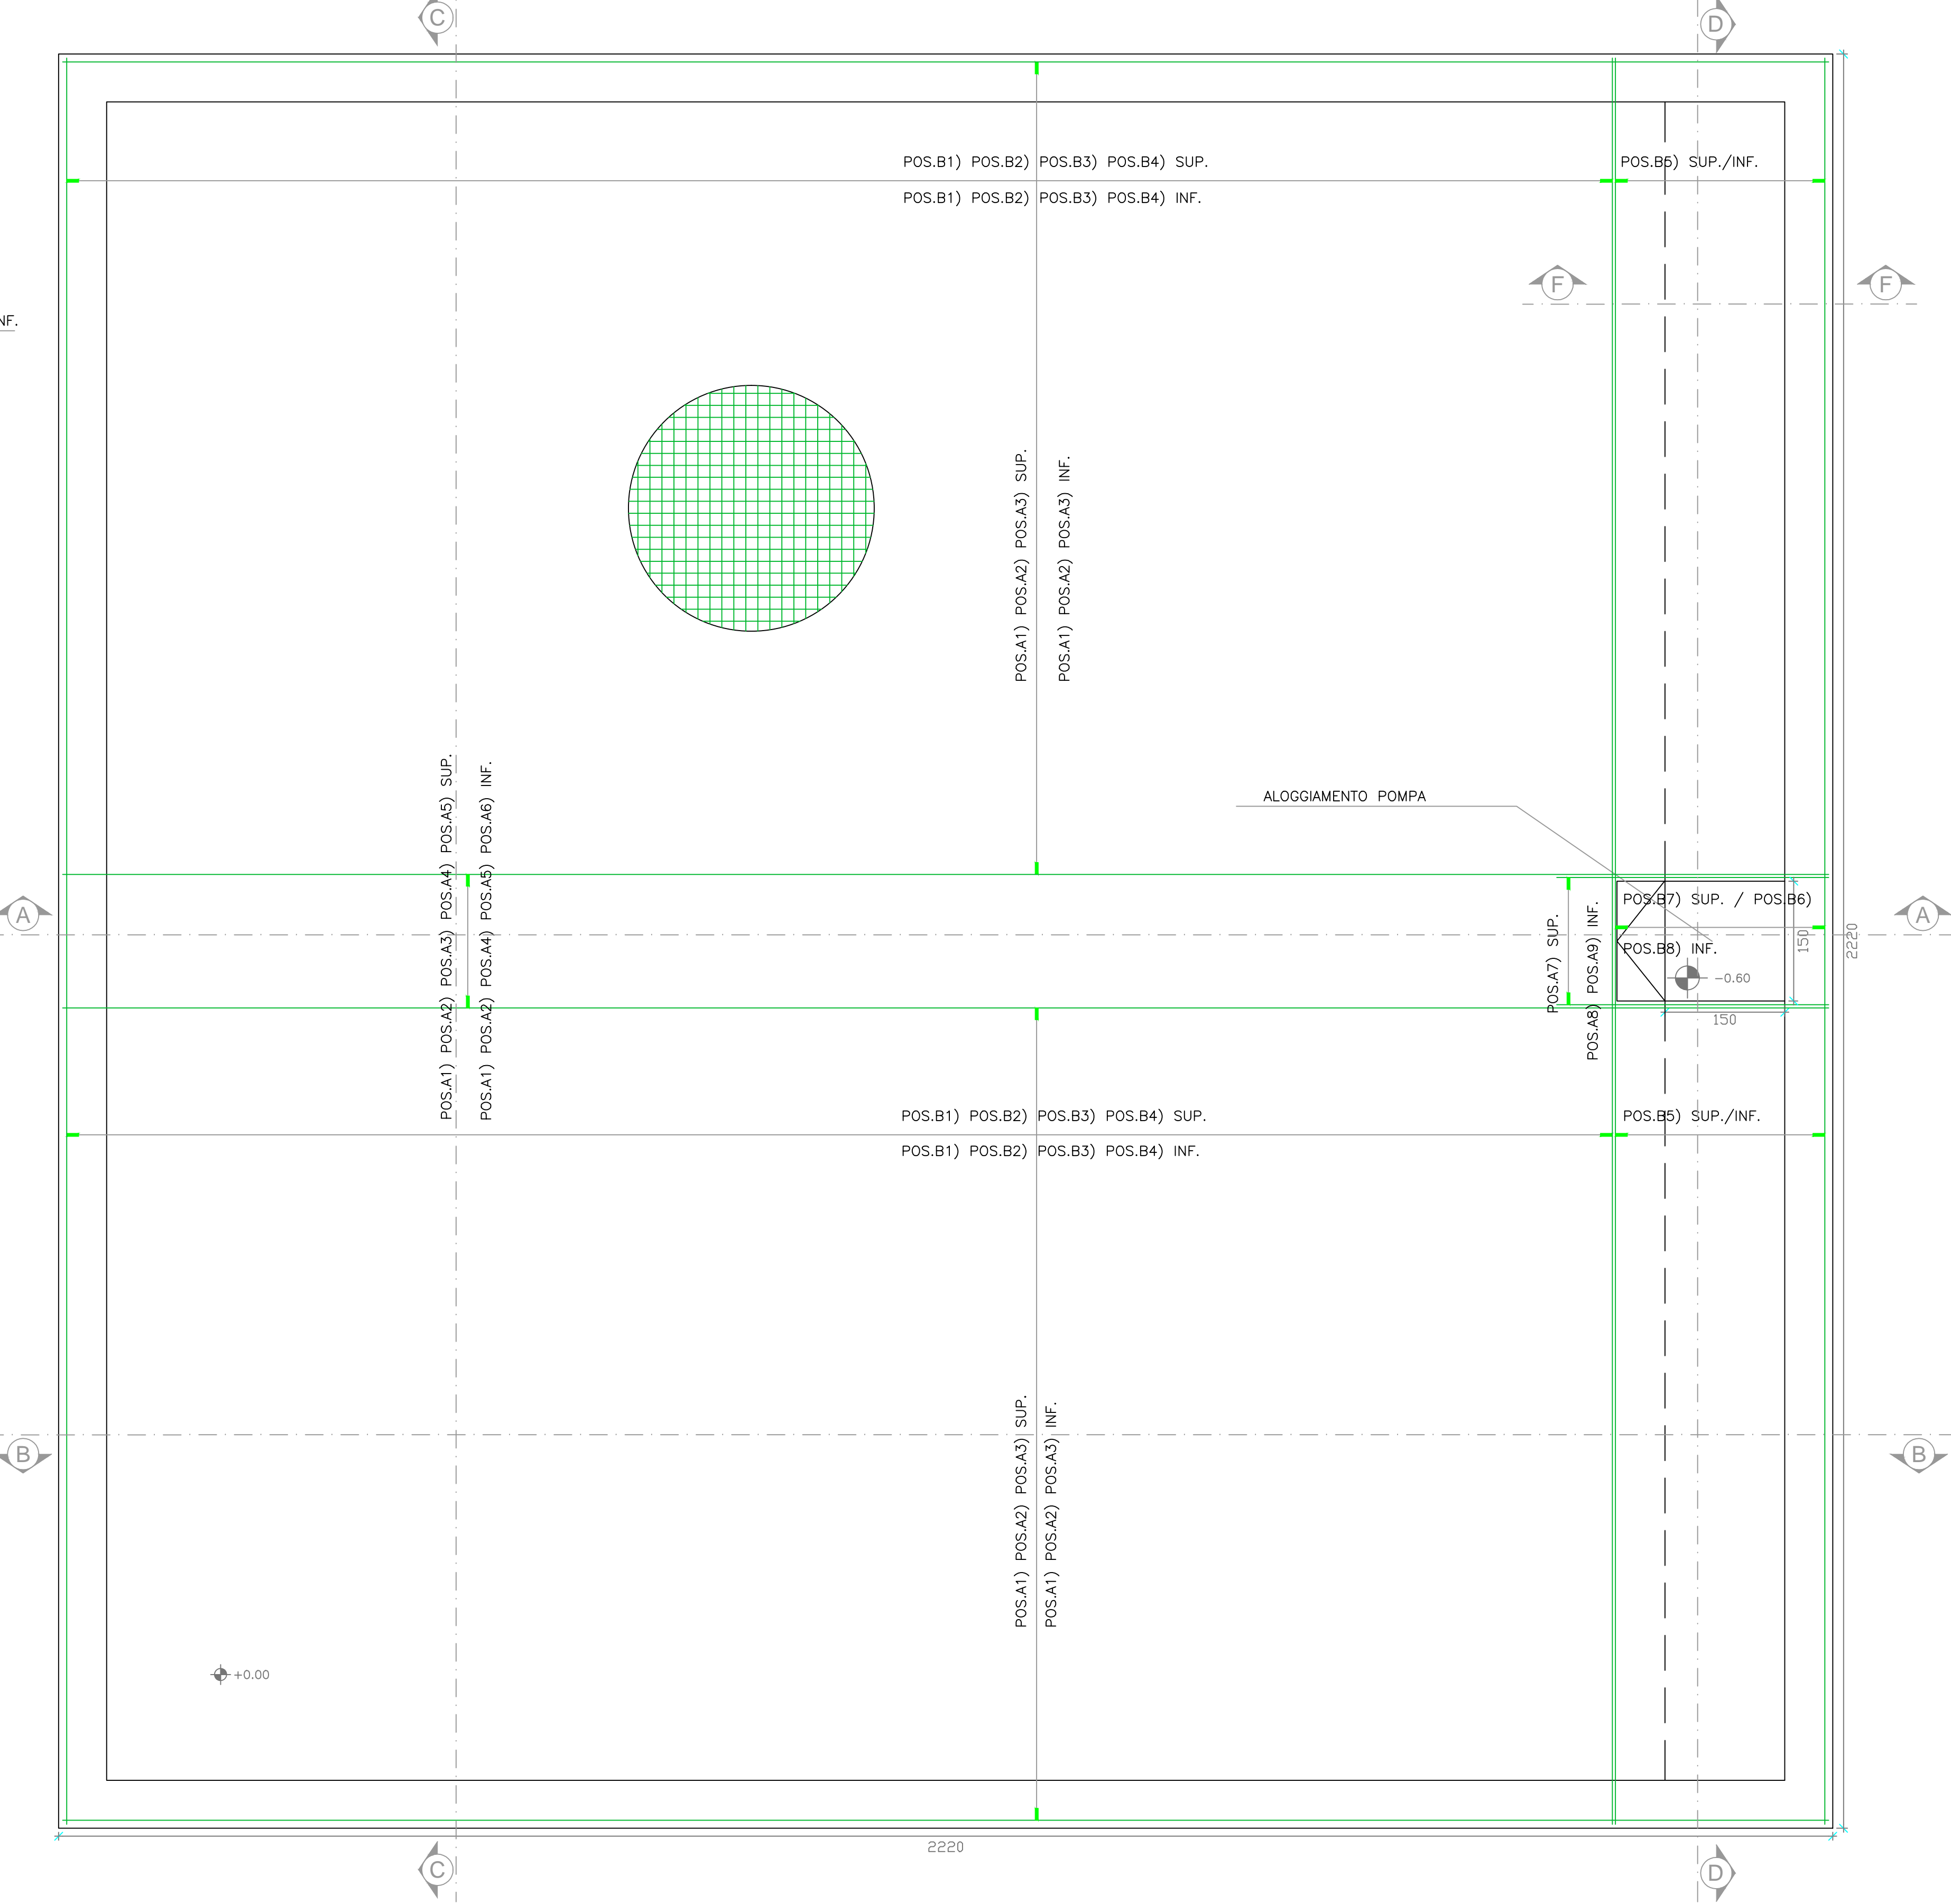 C
D
POS.B1) POS.B2) POS.B3) POS.B4) SUP.
POS.B5) SUP./INF.
POS.B1) POS.B2) POS.B3) POS.B4) INF.
F
F
NF.
POS.A1) POS.A2) POS.A3) SUP.
POS.A1) POS.A2) POS.A3) INF.
ALOGGIAMENTO POMPA
POS.A1) POS.A2) POS.A3) POS.A4) POS.A5) SUP.
POS.A1) POS.A2) POS.A4) POS.A5) POS.A6) INF.
A
POS.A7) SUP.
POS.A8) POS.A9) INF.
POS.B7) SUP. / POS.B6)
POS.B8) INF.
-0.60
150
150
2220
A
POS.B1) POS.B2) POS.B3) POS.B4) SUP.
POS.B5) SUP./INF.
POS.B1) POS.B2) POS.B3) POS.B4) INF.
B
B
POS.A1) POS.A2) POS.A3) SUP.
POS.A1) POS.A2) POS.A3) INF.
+0.00
2220
C
D